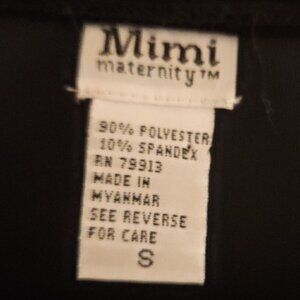 Mimi
maternity™
90% POLYESTER
10% SPANDEX
RN 79913
MADE IN
MYANMAR
SEE REVERSE
FOR CARE
S